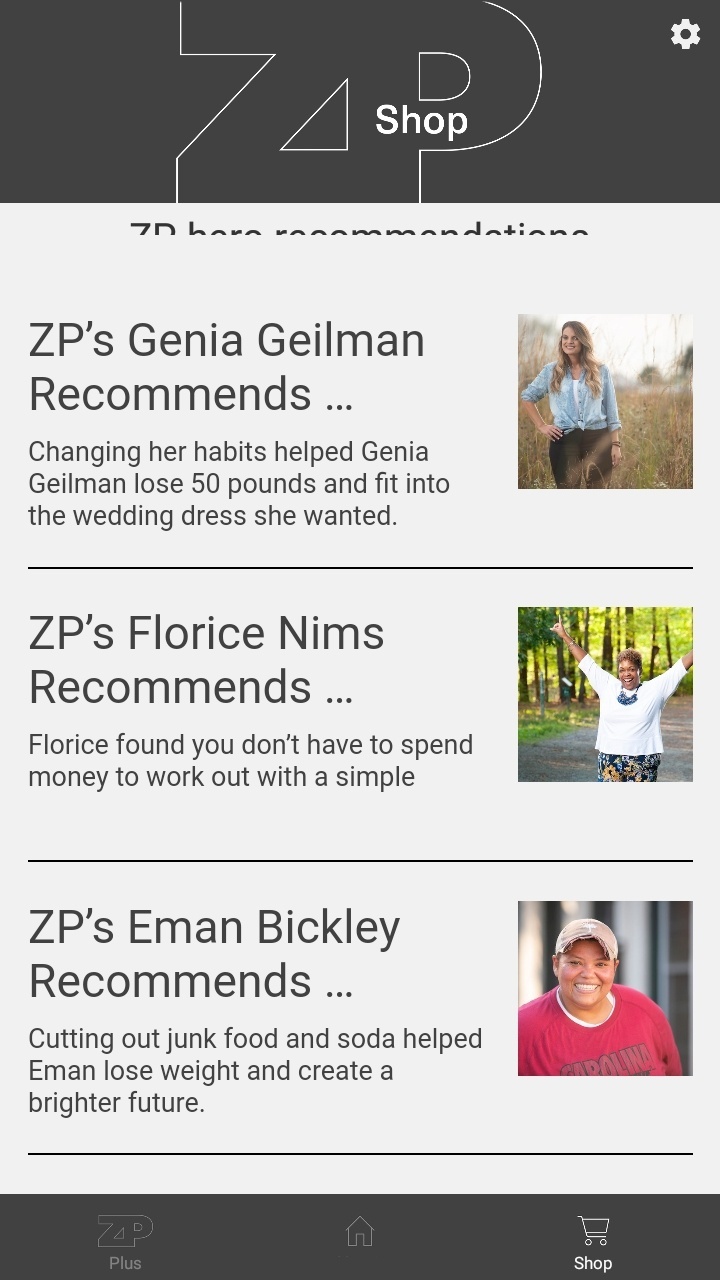 ZP
Shop
ZP hero recommendations
ZP’s Genia Geilman
Recommends ...
Changing her habits helped Genia
Geilman lose 50 pounds and fit into
the wedding dress she wanted.
ZP’s Florice Nims
Recommends ...
Florice found you don’t have to spend
money to work out with a simple
ZP’s Eman Bickley
Recommends ...
Cutting out junk food and soda helped
Eman lose weight and create a
brighter future.
CAROLINA
ZP
Plus
Shop